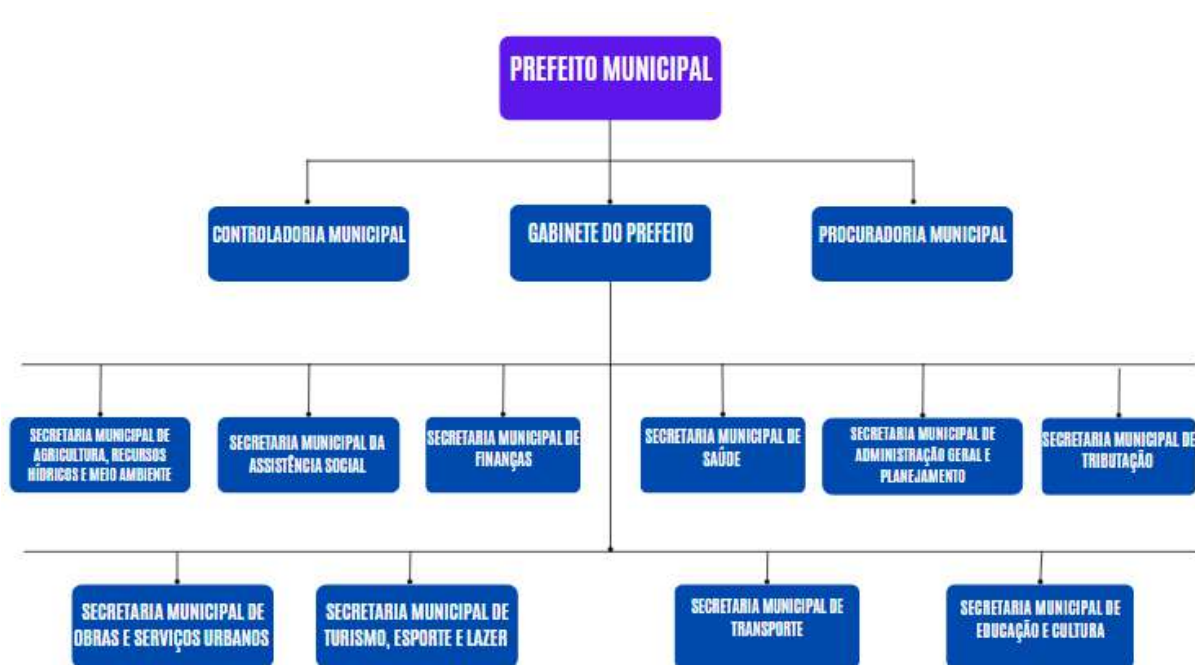 PREFEITO MUNICIPAL
CONTROLADORIA MUNICIPAL
GABINETE DO PREFEITO
PROCURADORIA MUNICIPAL
SECRETARIA MUNICIPAL DE
AGRICULTURA, RECURSOS
HÍDRICOS E MEIO AMBIENTE
SECRETARIA MUNICIPAL DA
ASSISTÊNCIA SOCIAL
SECRETARIA MUNICIPAL DE
FINANÇAS
SECRETARIA MUNICIPAL DE
SAÚDE
SECRETARIA MUNICIPAL DE
ADMINISTRAÇÃO GERAL E
PLANEJAMENTO
SECRETARIA MUNICIPAL DE
TRIBUTAÇÃO
SECRETARIA MUNICIPAL DE
OBRAS E SERVIÇOS URBANOS
SECRETARIA MUNICIPAL DE
TURISMO, ESPORTE E LAZER
SECRETARIA MUNICIPAL DE
TRANSPORTE
SECRETARIA MUNICIPAL DE
EDUCAÇÃO E CULTURA